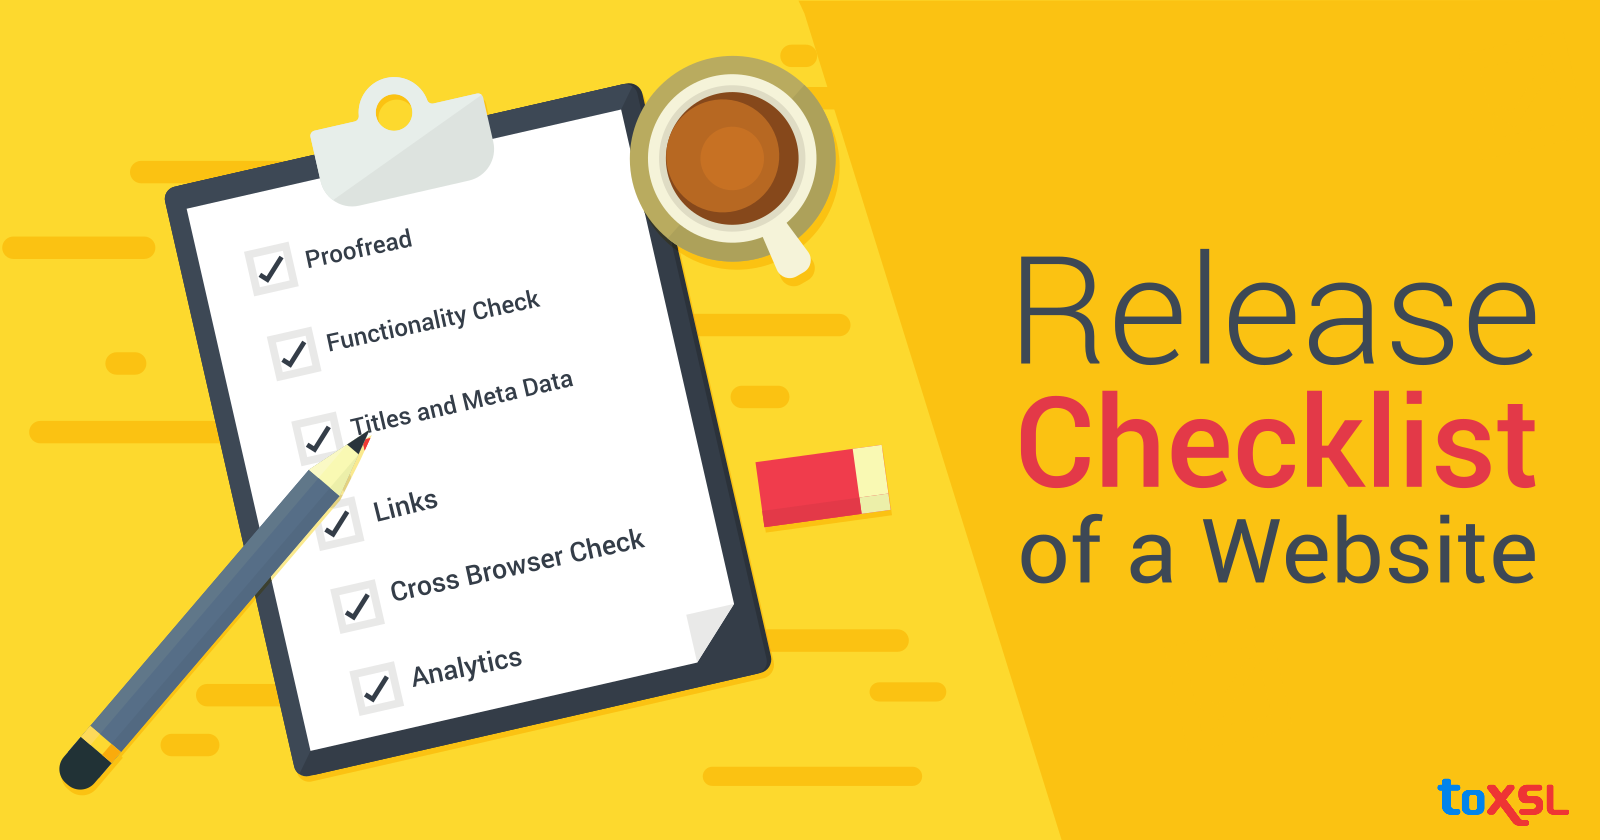 Proofread
Functionality Check
Titles and Meta Data
Links
Cross Browser Check
Analytics
Release
Checklist
of a Website
toXSL